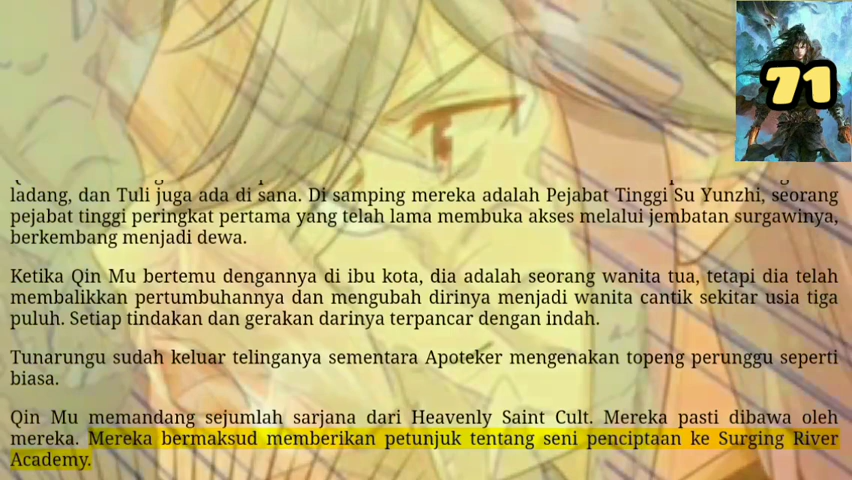 71
ladang, dan Tuli juga ada di sana. Di samping mereka adalah Pejabat Tinggi Su Yunzhi, seorang
pejabat tinggi peringkat pertama yang telah lama membuka akses melalui jembatan surgawinya,
berkembang menjadi dewa.
Ketika Qin Mu bertemu dengannya di ibu kota, dia adalah seorang wanita tua, tetapi dia telah
membalikkan pertumbuhannya dan mengubah dirinya menjadi wanita cantik sekitar usia tiga
puluh. Setiap tindakan dan gerakan darinya terpancar dengan indah.
Tunarungu sudah keluar telinganya sementara Apoteker mengenakan topeng perunggu seperti
biasa.
Qin Mu memandang sejumlah sarjana dari Heavenly Saint Cult. Mereka pasti dibawa oleh
mereka. Mereka bermaksud memberikan petunjuk tentang seni penciptaan ke Surging River
Academy.